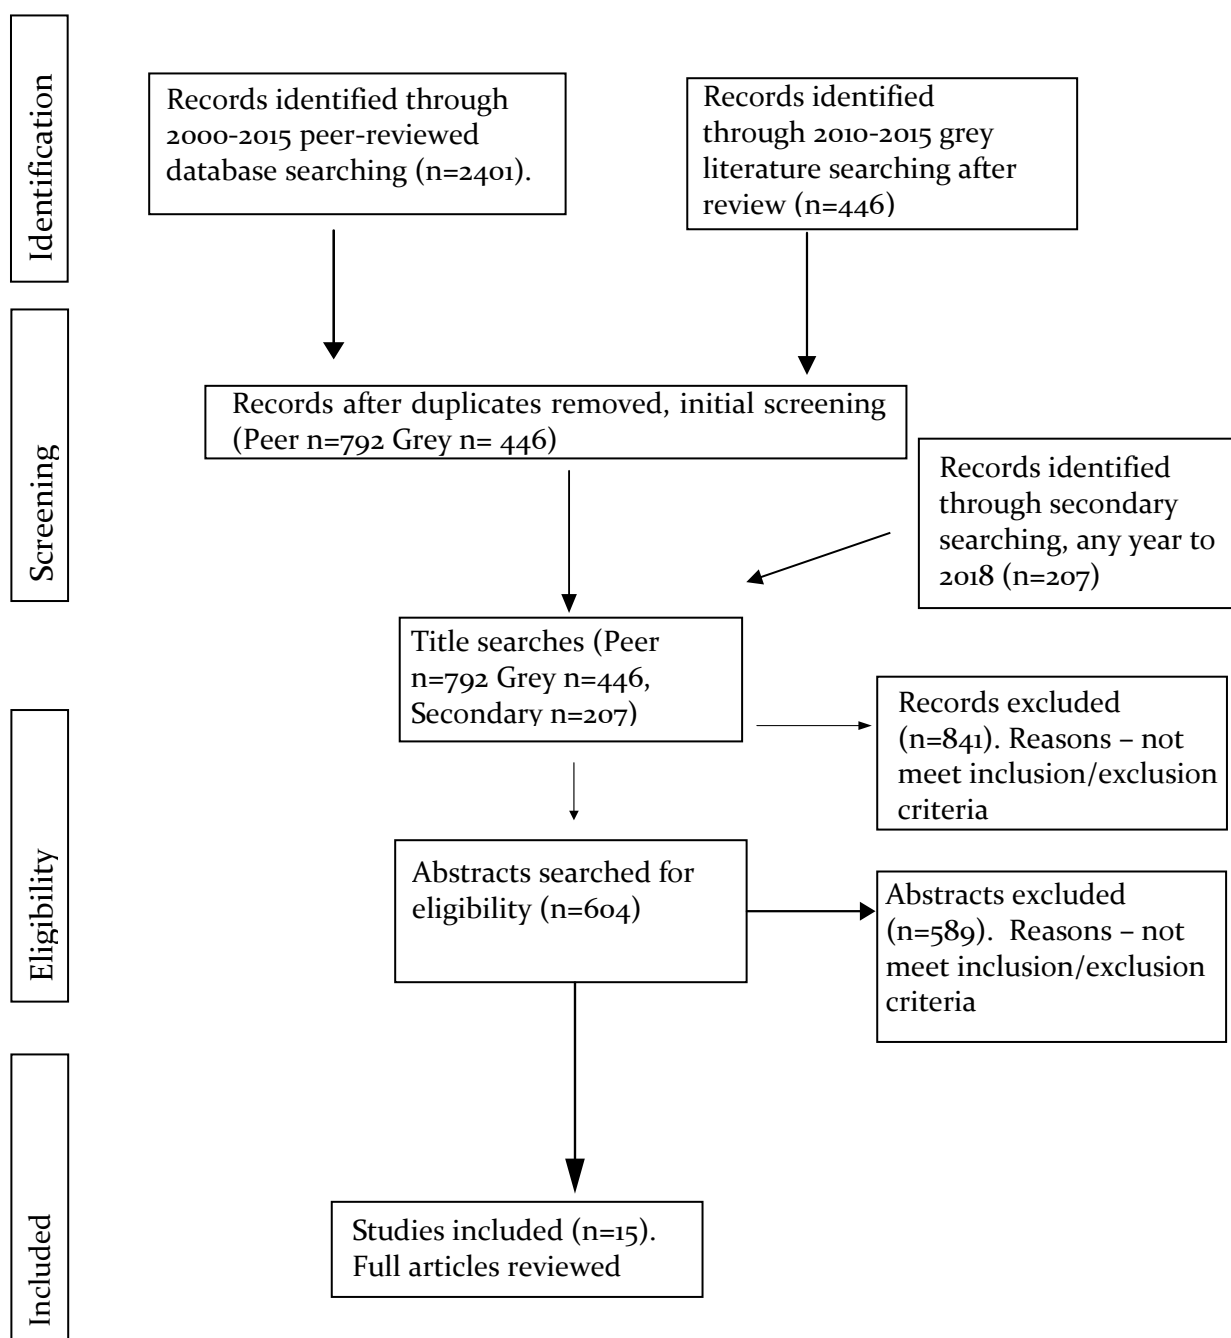 Identification
Records identified through
2000-2015 peer-reviewed
database searching (n=2401).
Records identified
through 2010-2015 grey
literature searching after
review (n=446)
Screening
Records after duplicates removed, initial screening
(Peer n=792 Grey n= 446)
Records identified
through secondary
searching, any year to
2018 (n=207)
Title searches (Peer
n=792 Grey n=446,
Secondary n=207)
Records excluded
(n=841). Reasons – not
meet inclusion/exclusion
criteria
Eligibility
Abstracts searched for
eligibility (n=604)
Abstracts excluded
(n=589). Reasons – not
meet inclusion/exclusion
criteria
Included
Studies included (n=15).
Full articles reviewed